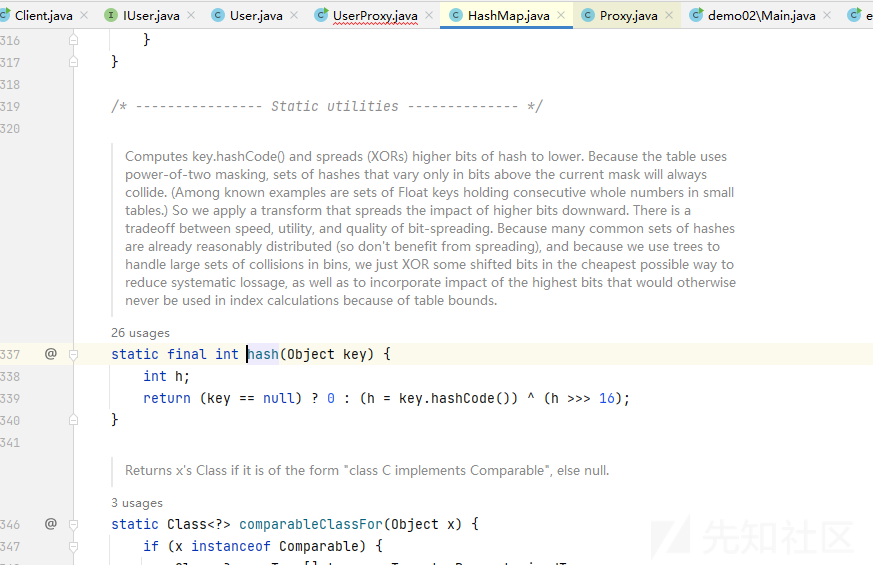 Client.java × IUser.java × User.java × UserProxy.java × HashMap.java × Proxy.java × demo02\Main.java ×
316 }
317 }
318
319 /* ---------------- Static utilities -------------- */
320
Computes key.hashCode() and spreads (XORs) higher bits of hash to lower. Because the table uses
power-of-two masking, sets of hashes that vary only in bits above the current mask will always
collide. (Among known examples are sets of Float keys holding consecutive whole numbers in small
tables.) So we apply a transform that spreads the impact of higher bits downward. There is a
tradeoff between speed, utility, and quality of bit-spreading. Because many common sets of hashes
are already reasonably distributed (so don't benefit from spreading), and because we use trees to
handle large sets of collisions in bins, we just XOR some shifted bits in the cheapest possible way to
reduce systematic lossage, as well as to incorporate impact of the highest bits that would otherwise
never be used in index calculations because of table bounds.
26 usages
337 @ static final int hash(Object key) {
338 int h;
339 return (key == null) ? 0 : (h = key.hashCode()) ^ (h >>> 16);
340 }
341
Returns x's Class if it is of the form "class C implements Comparable", else null.
3 usages
346 @ static Class<?> comparableClassFor(Object x) {
347 if (x instanceof Comparable) {
先知社区